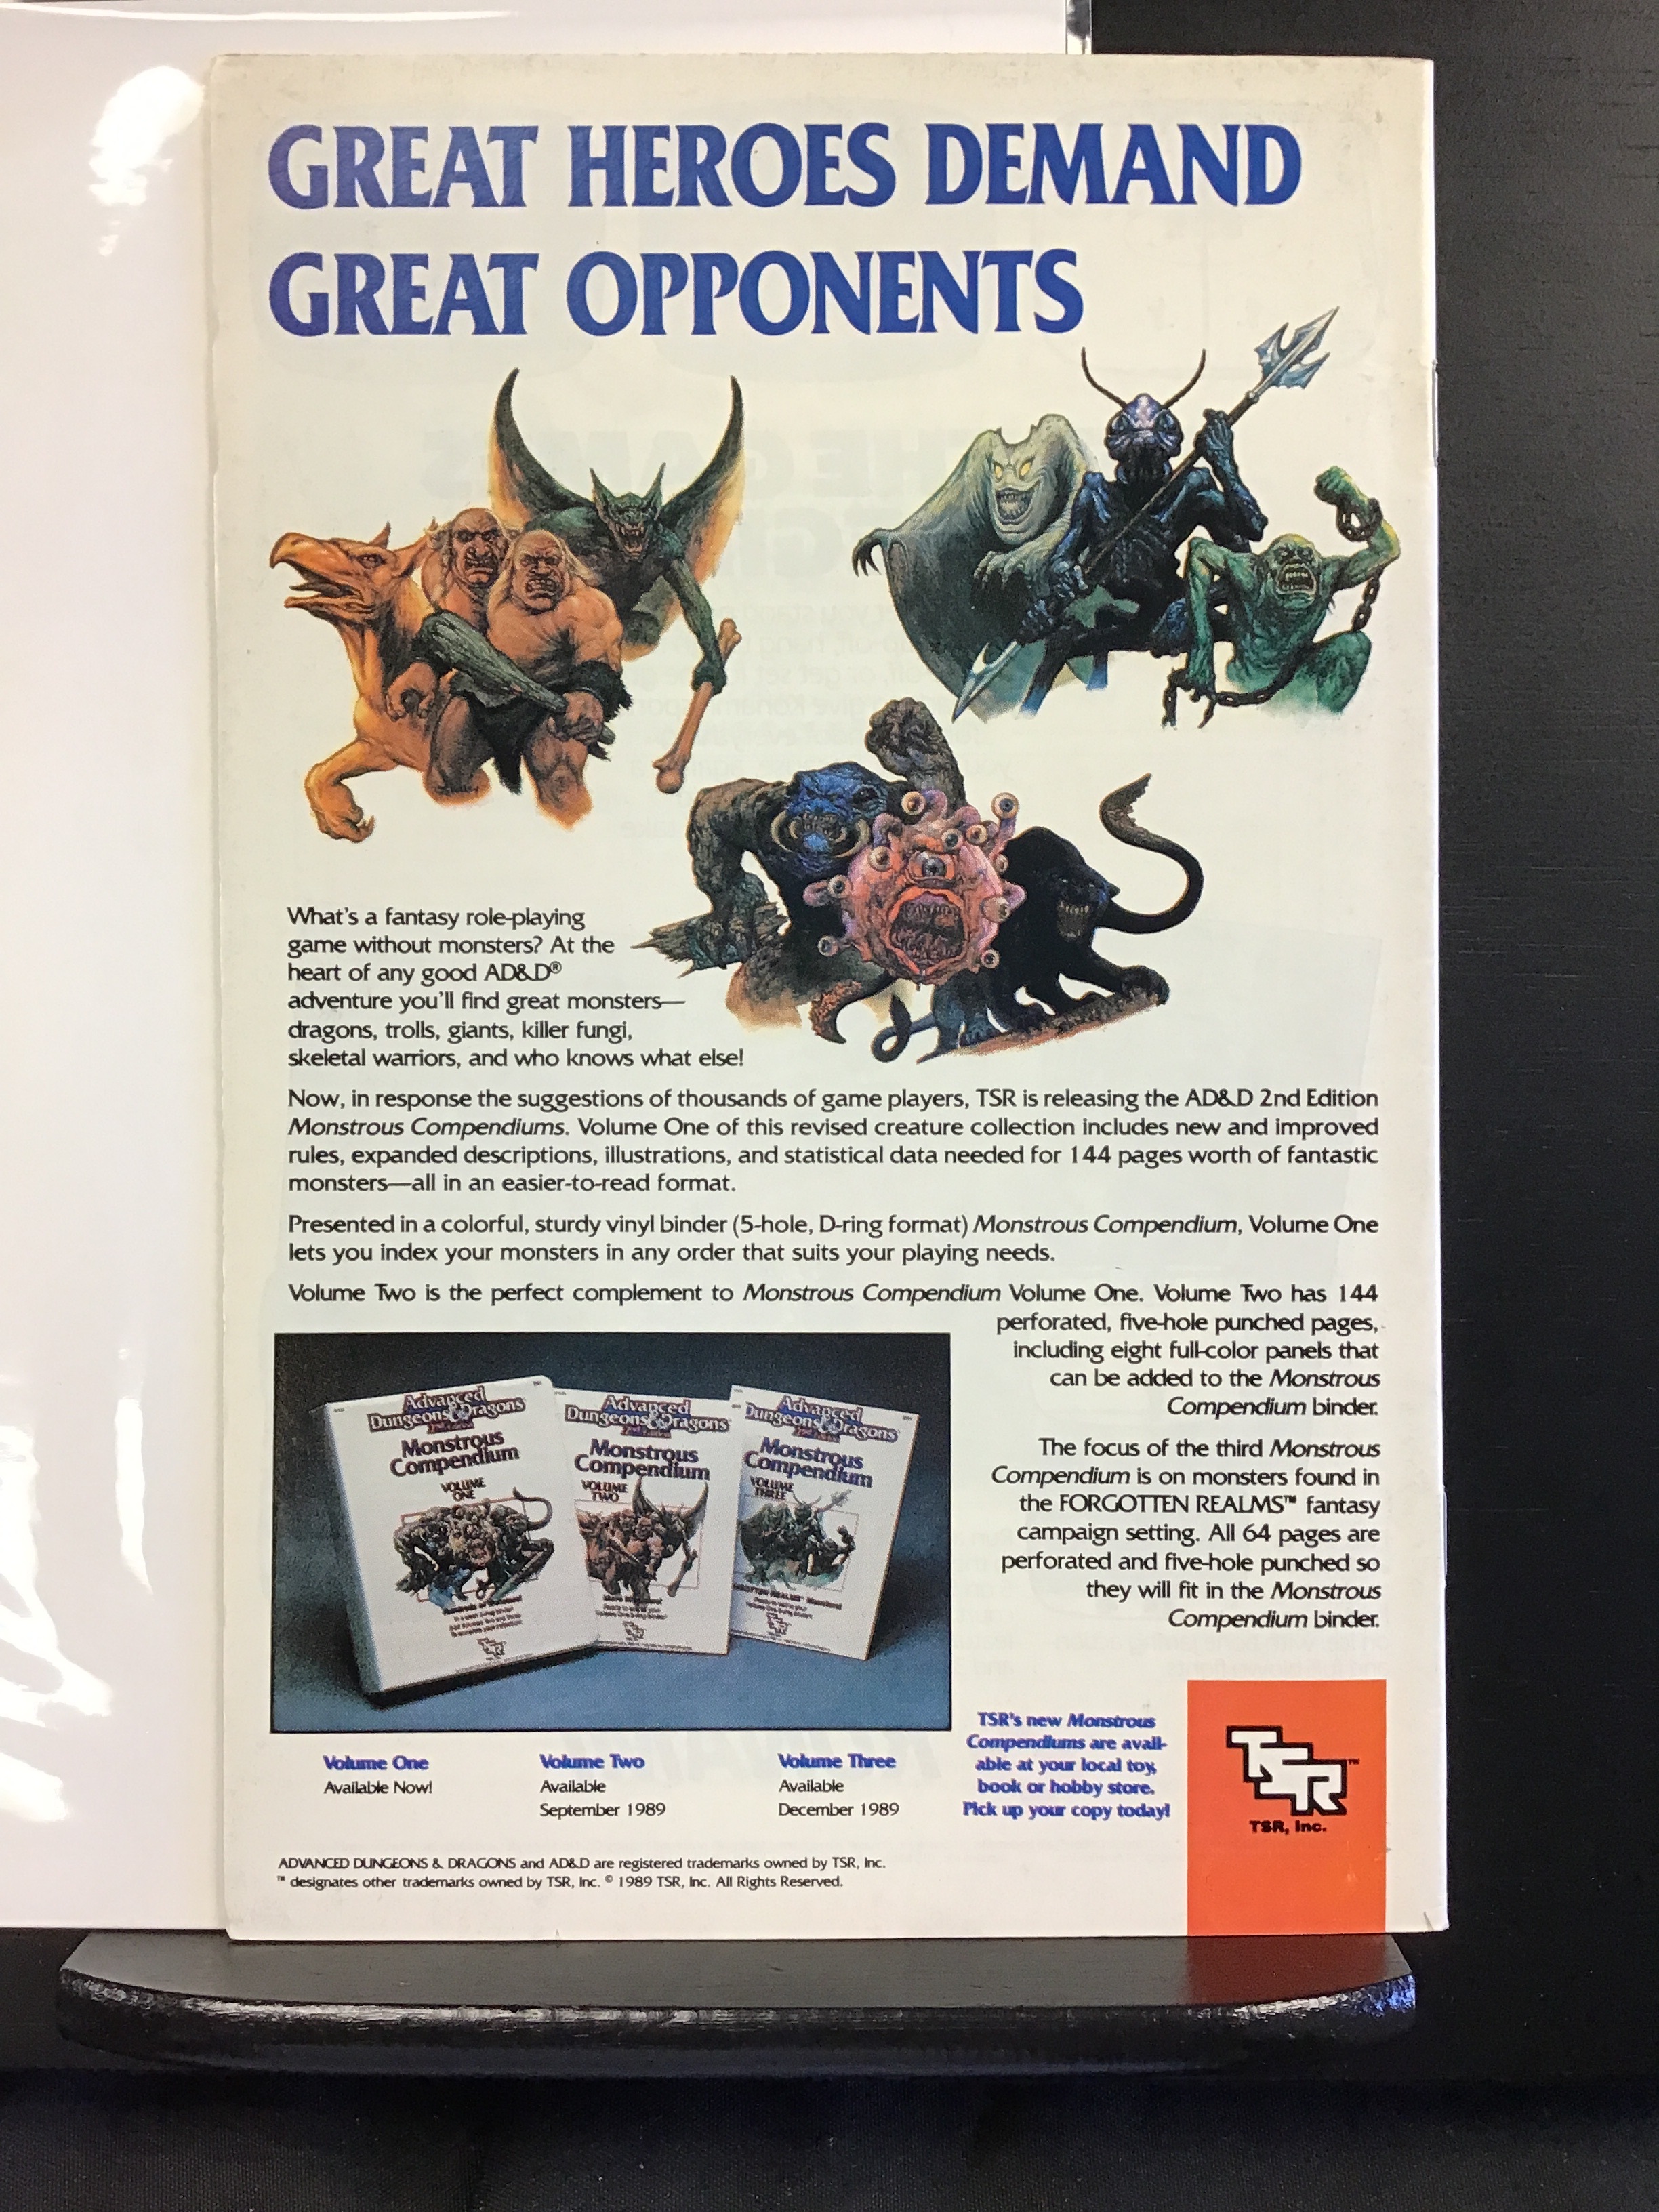 GREAT HEROES DEMAND
GREAT OPPONENTS
What's a fantasy role-playing
game without monsters? At the
heart of any good AD&D®
adventure you'll find great monsters—
dragons, trolls, giants, killer fungi,
skeletal warriors, and who knows what else!
Now, in response the suggestions of thousands of game players, TSR is releasing the AD&D 2nd Edition
Monstrous Compendiums. Volume One of this revised creature collection includes new and improved
rules, expanded descriptions, illustrations, and statistical data needed for 144 pages worth of fantastic
monsters—all in an easier-to-read format.
Presented in a colorful, sturdy vinyl binder (5-hole, D-ring format) Monstrous Compendium, Volume One
lets you index your monsters in any order that suits your playing needs.
Volume Two is the perfect complement to Monstrous Compendium Volume One. Volume Two has 144
perforated, five-hole punched pages,
including eight full-color panels that
can be added to the Monstrous
Compendium binder.
The focus of the third Monstrous
Compendium is on monsters found in
the FORGOTTEN REALMS™ fantasy
campaign setting. All 64 pages are
perforated and five-hole punched so
they will fit in the Monstrous
Compendium binder.
Advanced
Dungeons & Dragons
Monstrous
Compendium
VOLUME
ONE
Advanced
Dungeons & Dragons
Monstrous
Compendium
VOLUME
TWO
Advanced
Dungeons & Dragons
Monstrous
Compendium
VOLUME
THREE
Volume One
Available Now!
Volume Two
Available
September 1989
Volume Three
Available
December 1989
TSR's new Monstrous
Compendiums are avail-
able at your local toy,
book or hobby store.
Pick up your copy today!
TSR™
TSR, Inc.
ADVANCED DUNGEONS & DRAGONS and AD&D are registered trademarks owned by TSR, Inc.
™ designates other trademarks owned by TSR, Inc. © 1989 TSR, Inc. All Rights Reserved.